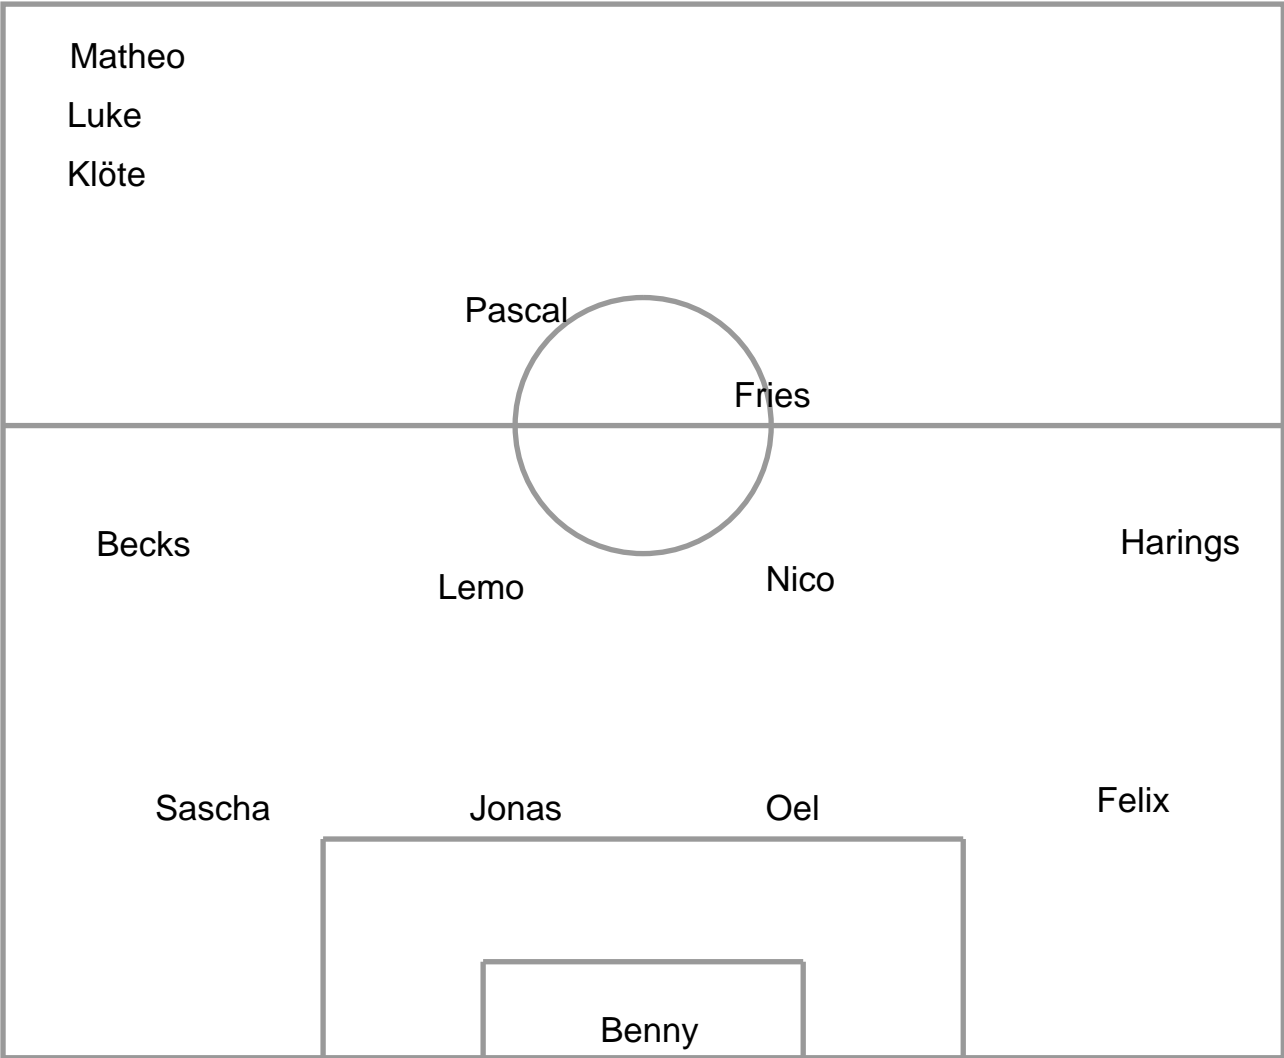 Matheo
Luke
Klöte
Pascal
Fries
Becks
Harings
Lemo
Nico
Sascha
Jonas
Oel
Felix
Benny